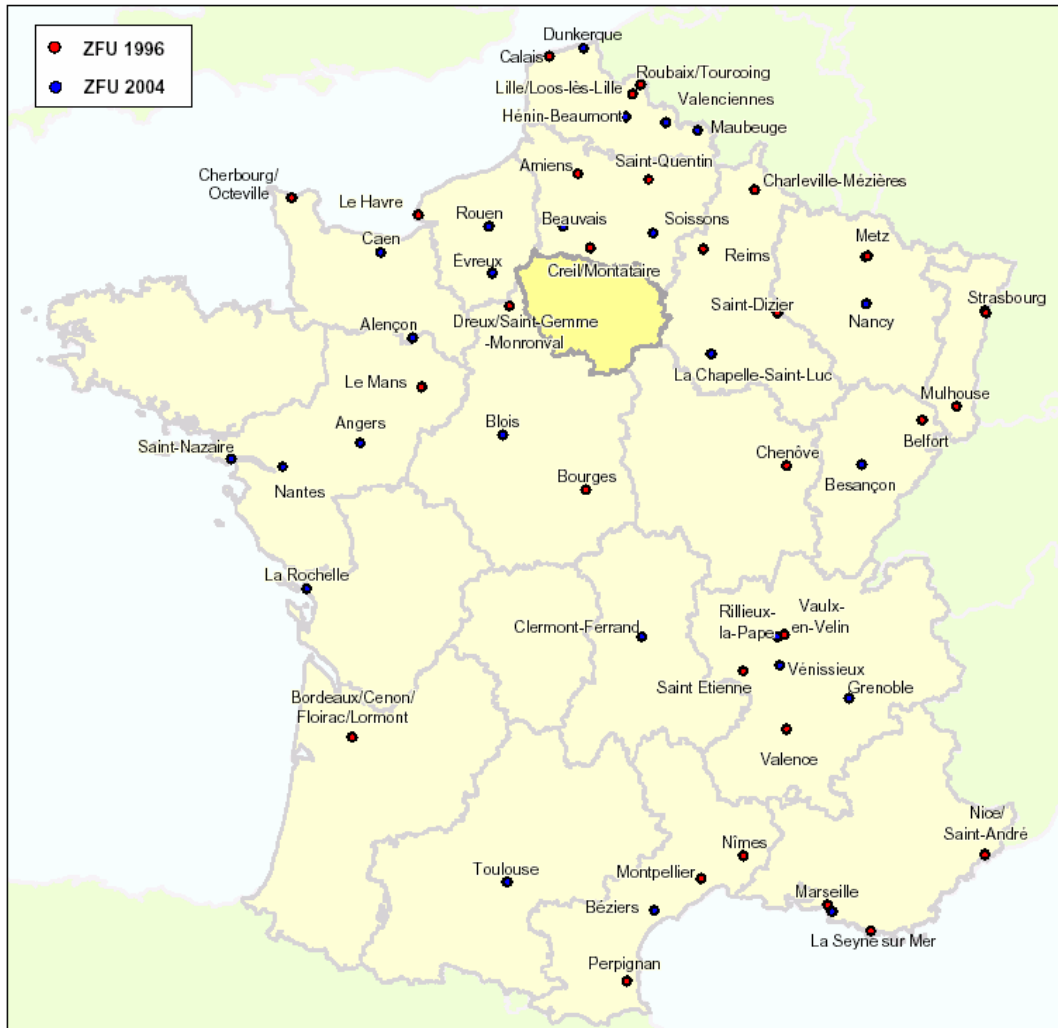 ZFU 1996
ZFU 2004
Dunkerque
Calais
Roubaix/Tourcoing
Lille/Loos-lès-Lille
Valenciennes
Hénin-Beaumont
Maubeuge
Saint-Quentin
Amiens
Charleville-Mézières
Cherbourg/
Octeville
Le Havre
Rouen
Beauvais
Soissons
Caen
Reims
Metz
Évreux
Creil/Montataire
Saint-Dizier
Strasbourg
Nancy
Dreux/Saint-Gemme
-Monronval
Alençon
La Chapelle-Saint-Luc
Le Mans
Mulhouse
Belfort
Angers
Blois
Saint-Nazaire
Chenôve
Bourges
Besançon
Nantes
La Rochelle
Clermont-Ferrand
Rillieux-
la-Pape
Vaulx-
en-Velin
Vénissieux
Saint Etienne
Grenoble
Bordeaux/Cenon/
Floirac/Lormont
Valence
Nice/
Saint-André
Nîmes
Toulouse
Montpellier
Marseille
Béziers
La Seyne sur Mer
Perpignan